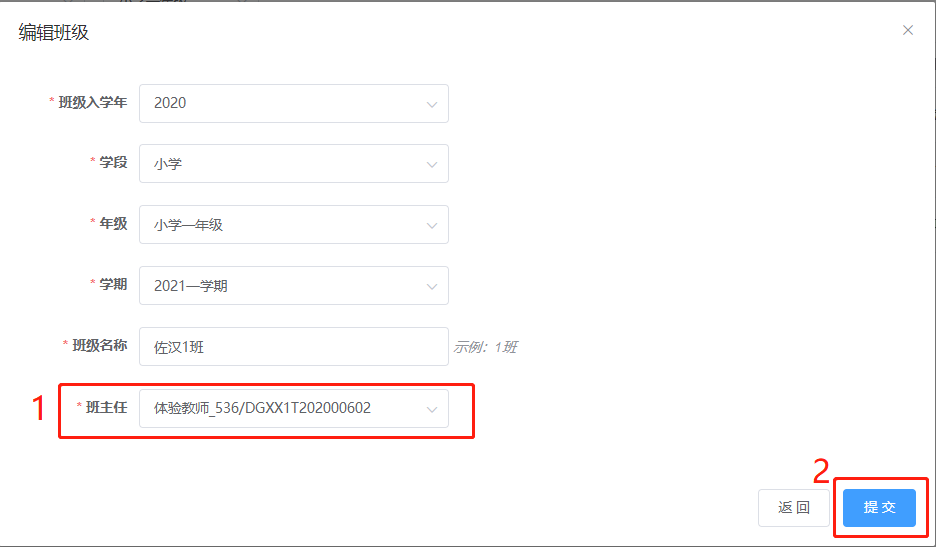 编辑班级
* 班级入学年 2020
* 学段 小学
* 年级 小学一年级
* 学期 2021一学期
* 班级名称 佐汉1班 示例：1班
1 * 班主任 体验教师_536/DGXX1T202000602
2
返 回 提 交